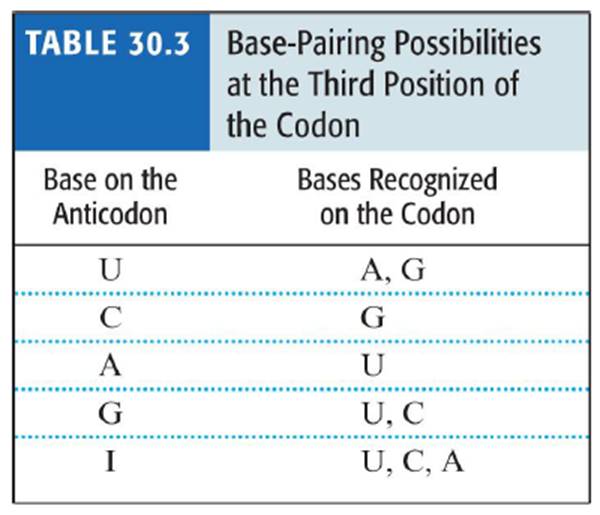 TABLE 30.3
Base-Pairing Possibilities
at the Third Position of
the Codon
Base on the
Anticodon
Bases Recognized
on the Codon
U A, G
C G
A U
G U, C
I U, C, A